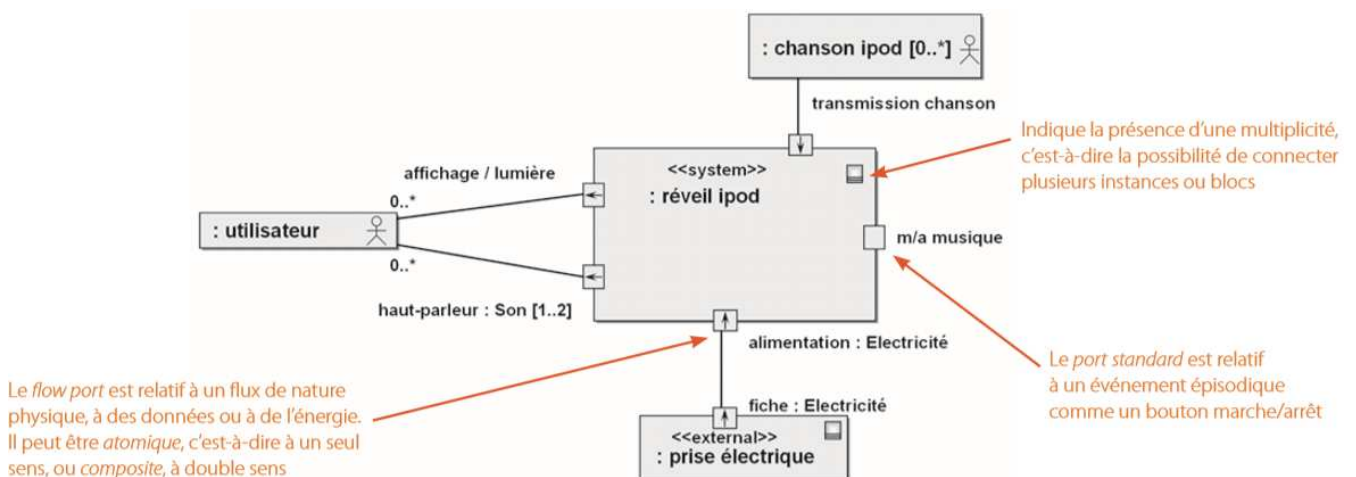 : chanson ipod [0..*]
transmission chanson
Indique la présence d'une multiplicité,
c'est-à-dire la possibilité de connecter
plusieurs instances ou blocs
<<system>>
: réveil ipod
affichage / lumière
0..*
: utilisateur
0..*
m/a musique
haut-parleur : Son [1..2]
alimentation : Electricité
Le port standard est relatif
à un événement épisodique
comme un bouton marche/arrêt
Le flow port est relatif à un flux de nature
physique, à des données ou à de l'énergie.
Il peut être atomique, c'est-à-dire à un seul
sens, ou composite, à double sens
fiche : Electricité
<<external>>
: prise électrique